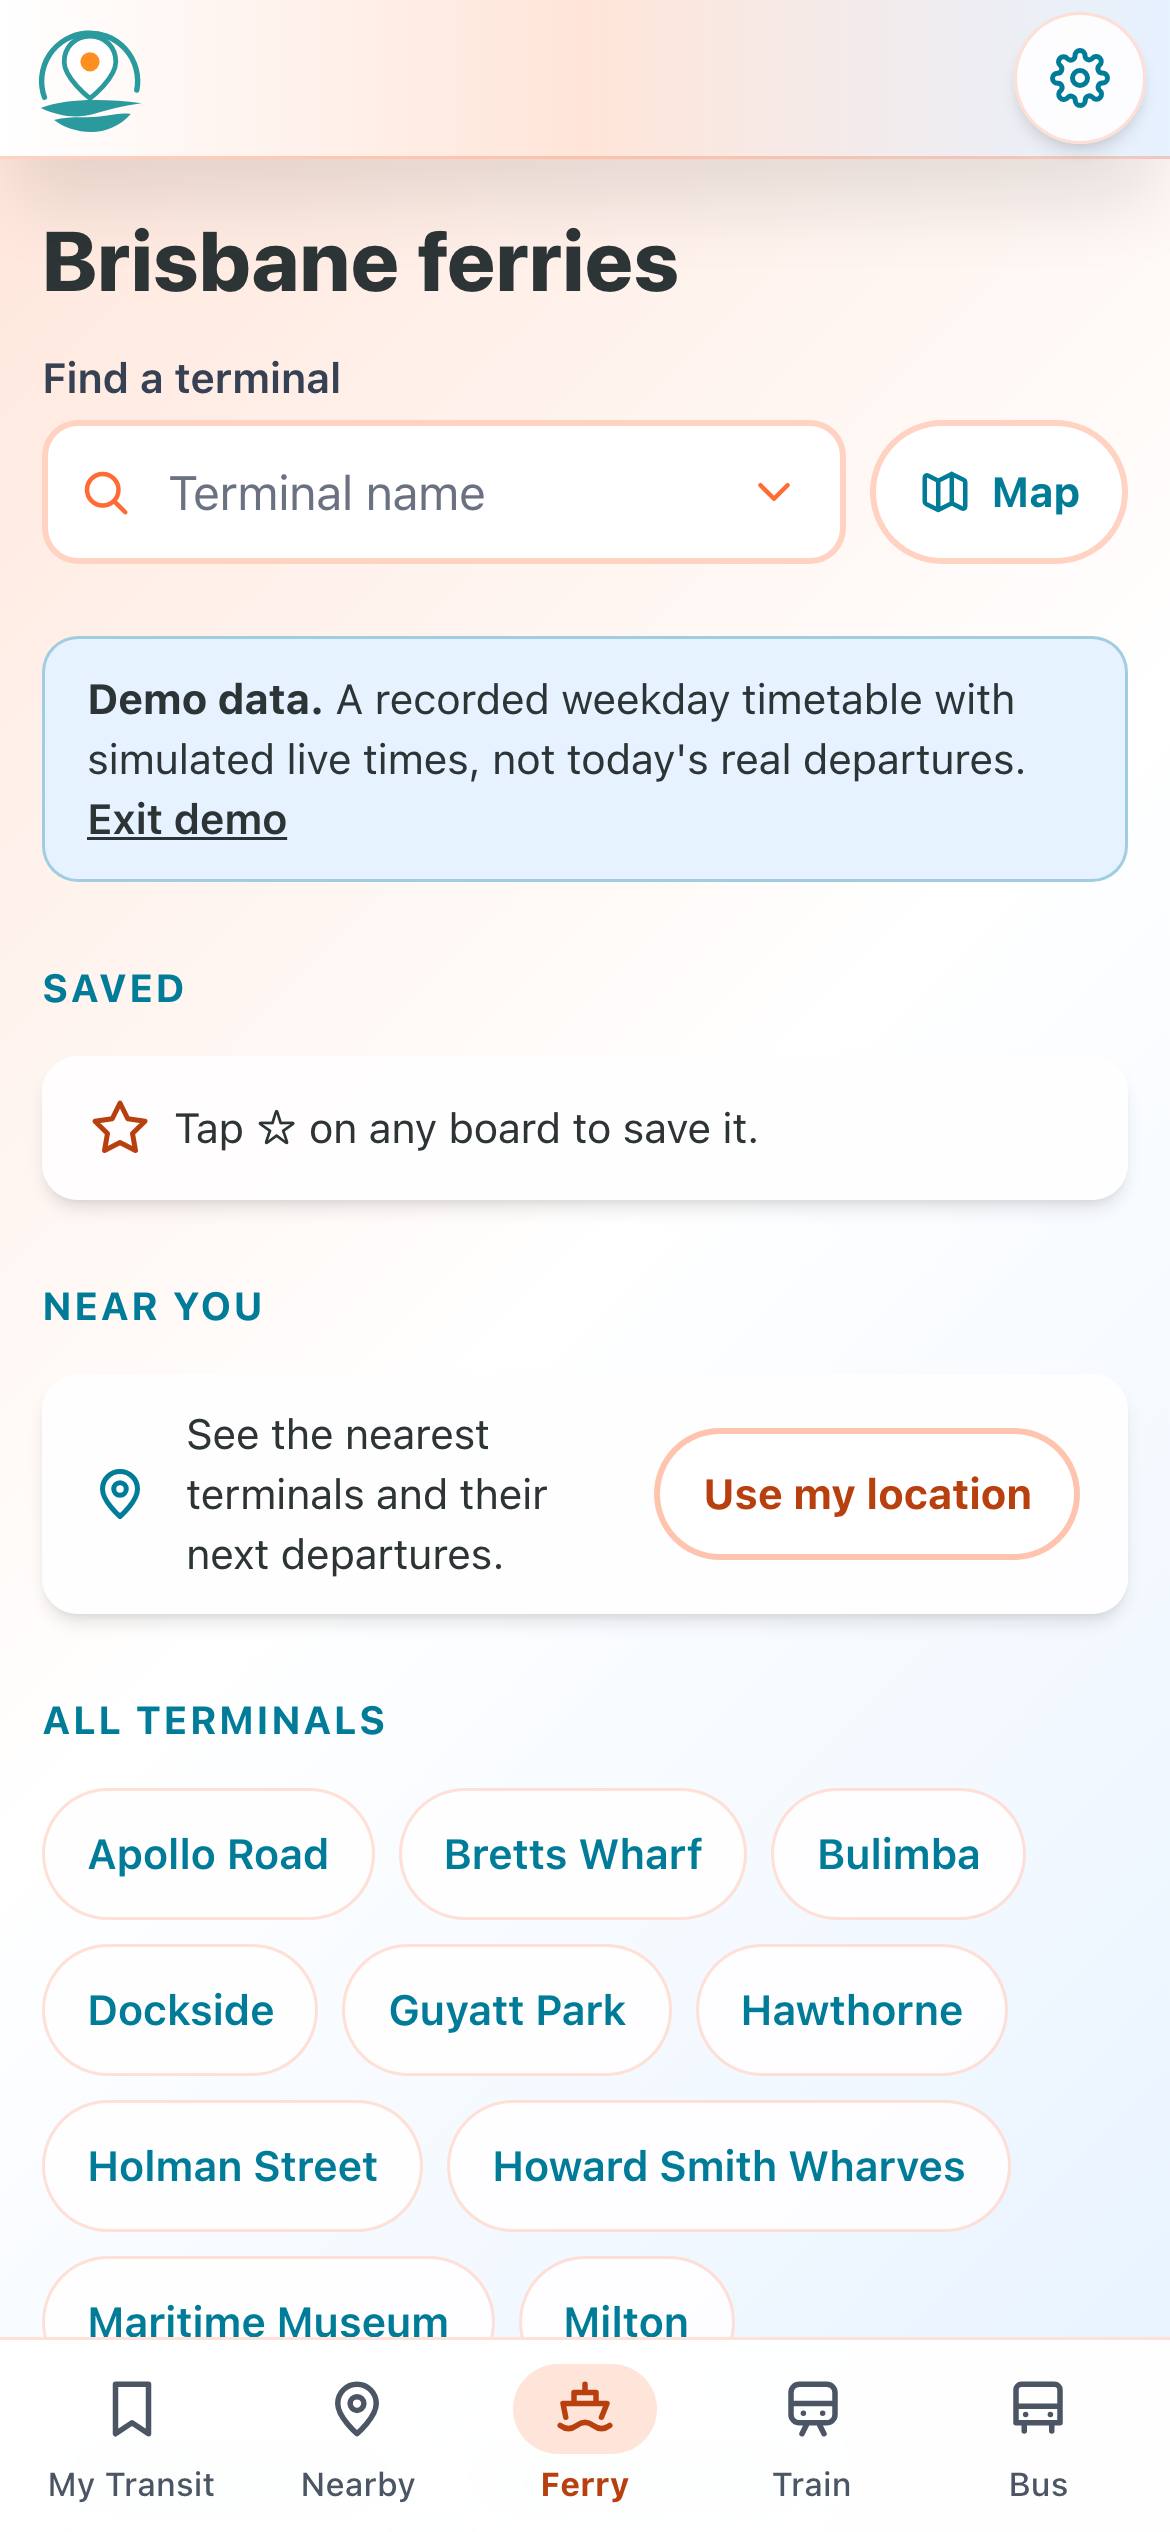 Brisbane ferries
Find a terminal
Terminal name
Map
Demo data. A recorded weekday timetable with
simulated live times, not today's real departures.
Exit demo
SAVED
Tap ☆ on any board to save it.
NEAR YOU
See the nearest
terminals and their
next departures.
Use my location
ALL TERMINALS
Apollo Road Bretts Wharf Bulimba
Dockside Guyatt Park Hawthorne
Holman Street Howard Smith Wharves
Maritime Museum Milton
My Transit Nearby Ferry Train Bus